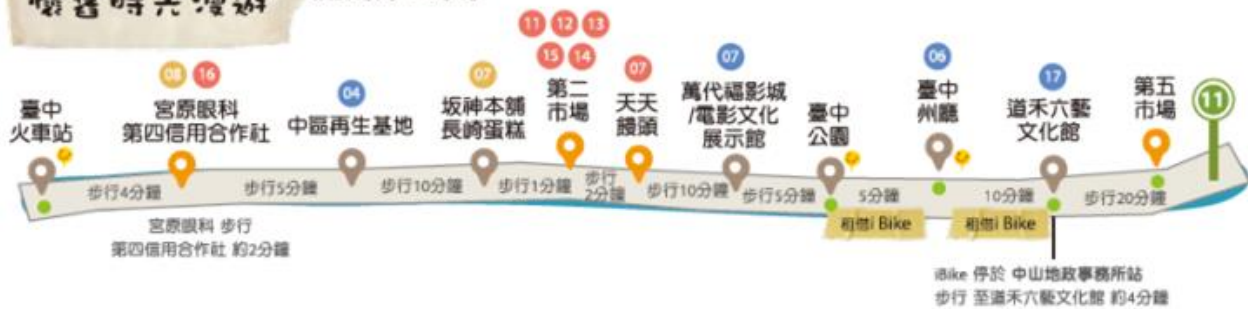 懷舊時光漫遊
11 12 13
15 14
08 16
04
07
07
07
06
17
11
臺中
火車站
宮原眼科
第四信用合作社
中區再生基地
坂神本舖
長崎蛋糕
第二
市場
天天
饅頭
萬代福影城
/電影文化
展示館
臺中
公園
臺中
州廳
道禾六藝
文化館
第五
市場
步行4分鐘
步行5分鐘
步行10分鐘
步行1分鐘
步行
2分鐘
步行10分鐘
步行5分鐘
5分鐘
10分鐘
步行20分鐘
租借i Bike
租借i Bike
宮原眼科 步行
第四信用合作社 約2分鐘
iBike 停於 中山地政事務所站
步行 至道禾六藝文化館 約4分鐘